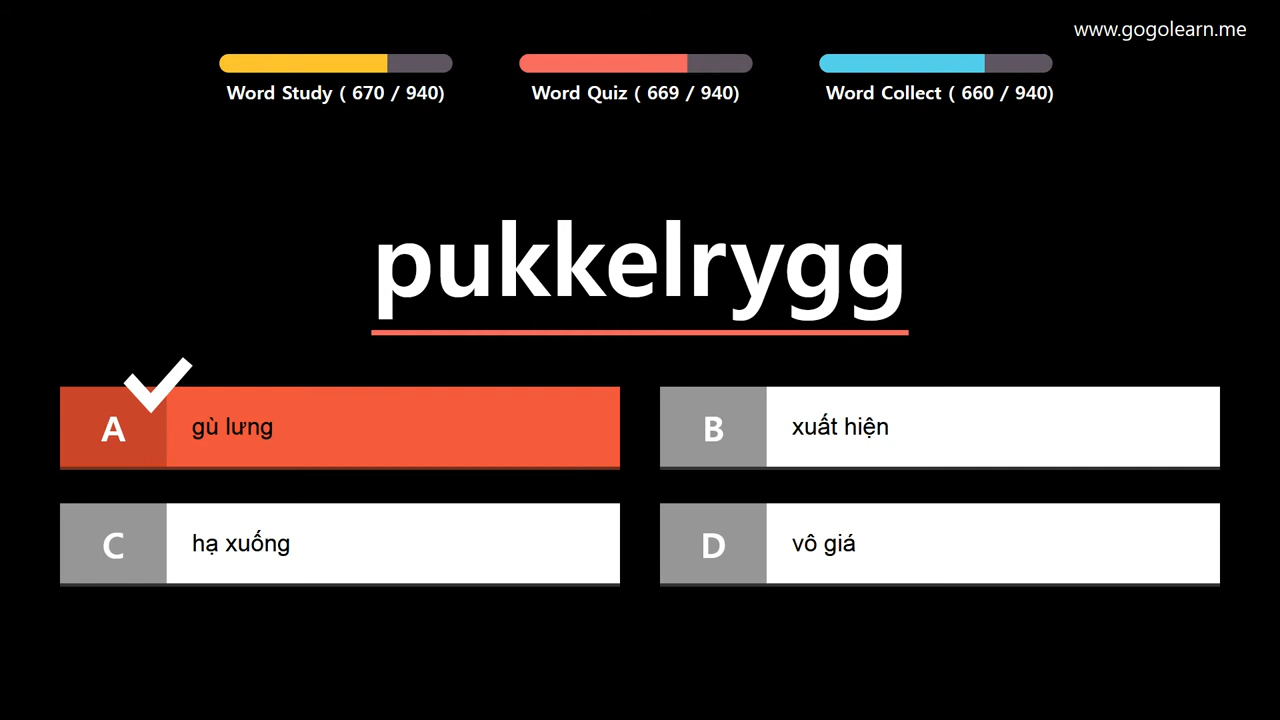 www.gogolearn.me
Word Study ( 670 / 940)
Word Quiz ( 669 / 940)
Word Collect ( 660 / 940)
pukkelrygg
A gù lưng
B xuất hiện
C hạ xuống
D vô giá